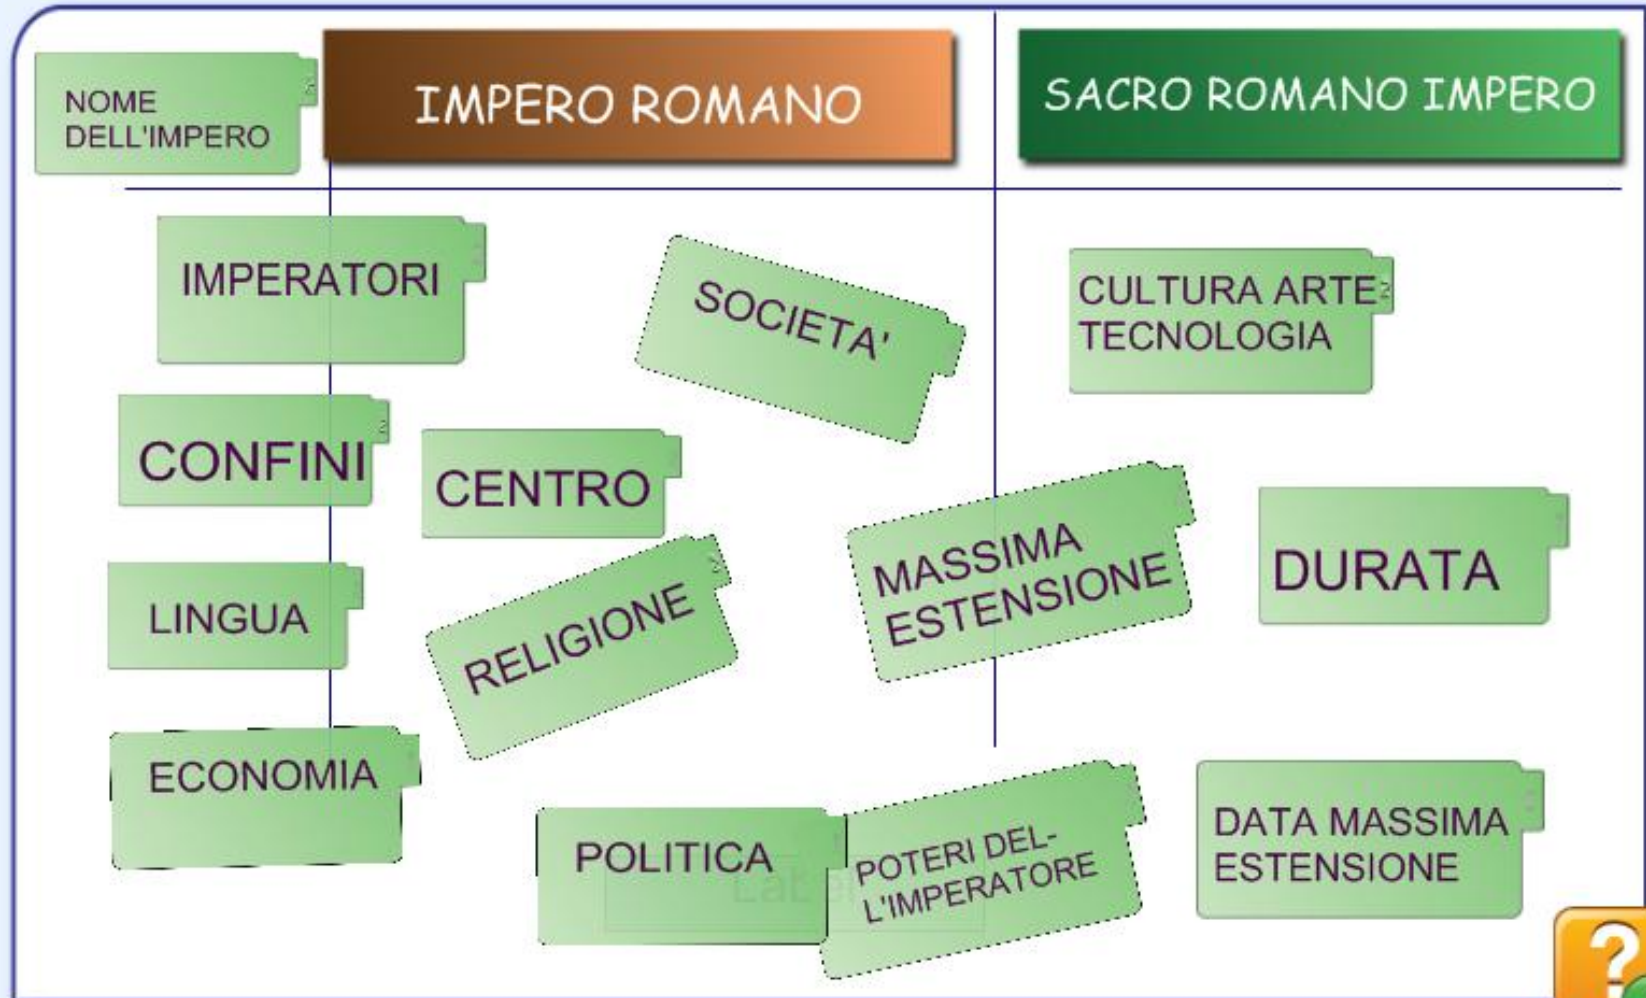 NOME
DELL'IMPERO
IMPERO ROMANO
SACRO ROMANO IMPERO
IMPERATORI
SOCIETA'
CULTURA ARTE
TECNOLOGIA
CONFINI
CENTRO
MASSIMA
ESTENSIONE
DURATA
LINGUA
RELIGIONE
ECONOMIA
POLITICA
Label
POTERI DEL-
L'IMPERATORE
DATA MASSIMA
ESTENSIONE
?